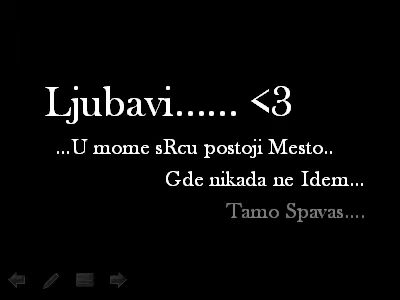 Ljubavi...... <3
...U mome sRcu postoji Mesto..
Gde nikada ne Idem...
Tamo Spavas....